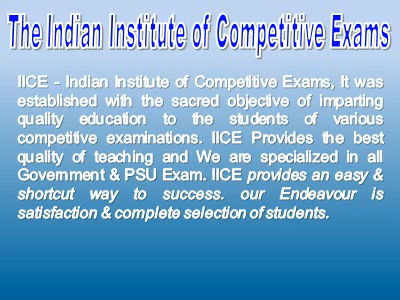 The Indian Institute of Competitive Exams
IICE - Indian Institute of Competitive Exams, It was
established with the sacred objective of imparting
quality education to the students of various
competitive examinations. IICE Provides the best
quality of teaching and We are specialized in all
Government & PSU Exam. IICE provides an easy &
shortcut way to success. our Endeavour is
satisfaction & complete selection of students.